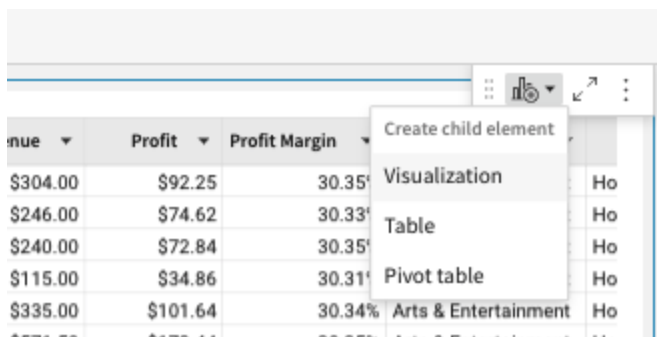 Create child element
enue Profit Profit Margin
Visualization
$304.00 $92.25 30.35% Ho
$246.00 $74.62 30.33% Ho
Table
$240.00 $72.84 30.35% Ho
Pivot table
$115.00 $34.86 30.31% Ho
$335.00 $101.64 30.34% Arts & Entertainment Ho